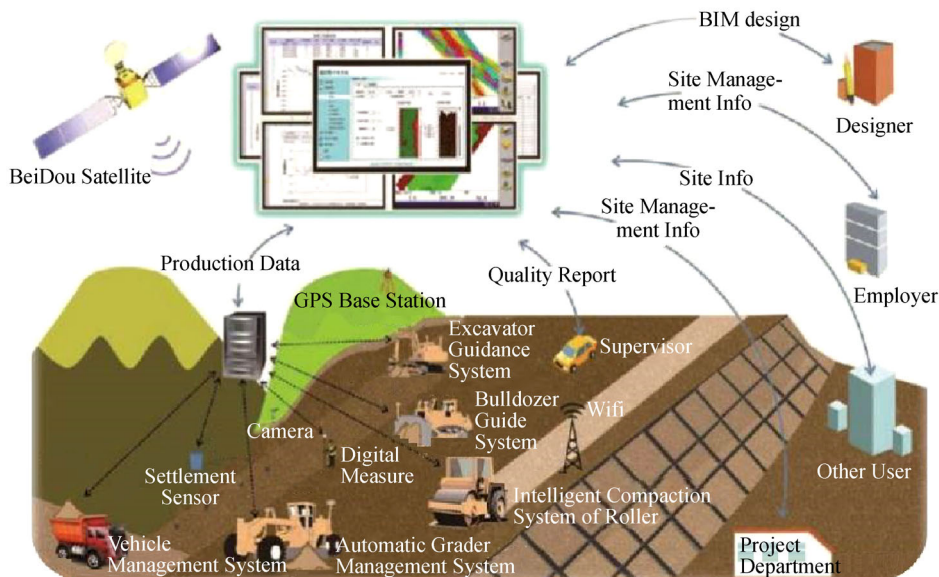 BIM design
Site Manage-
ment Info
Designer
BeiDou Satellite
Site Info
Site Manage-
ment Info
Production Data
Quality Report
Employer
GPS Base Station
Excavator
Guidance
System
Supervisor
Bulldozer
Guide
System
Wifi
Camera
Digital
Measure
Settlement
Sensor
Other User
Intelligent Compaction
System of Roller
Vehicle
Management System
Automatic Grader
Management System
Project
Department